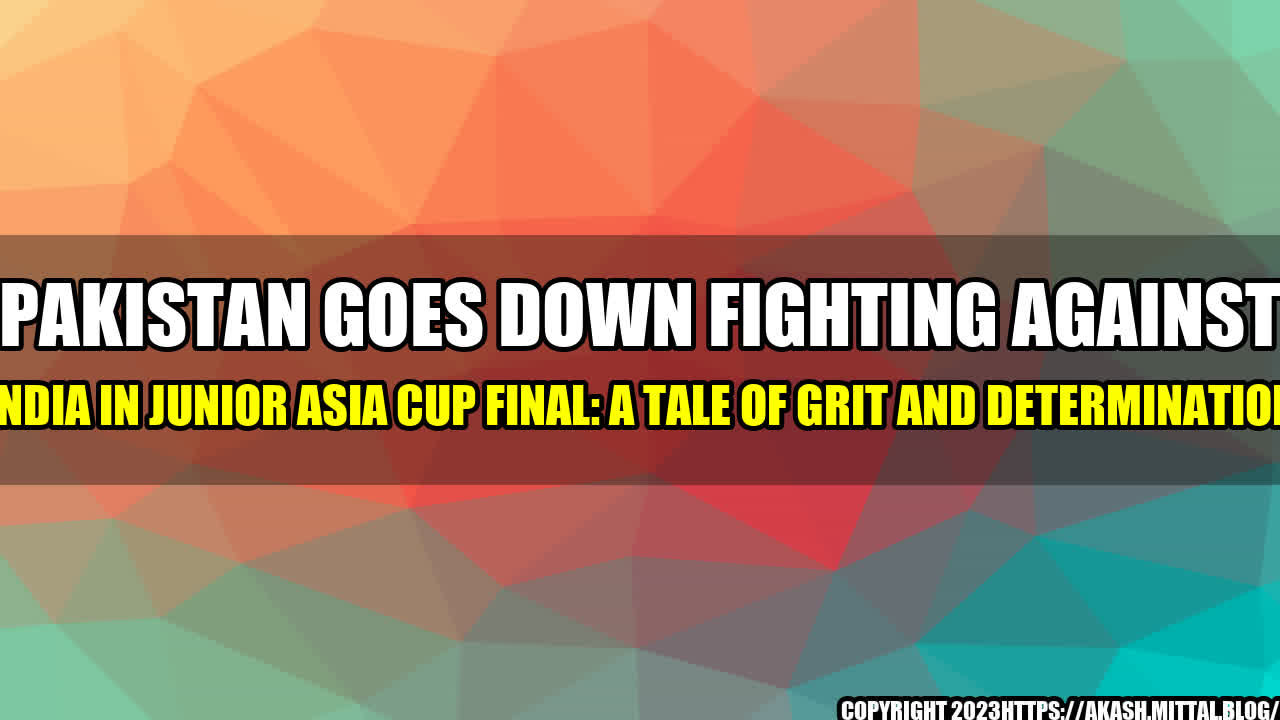 PAKISTAN GOES DOWN FIGHTING AGAINST
NDIA IN JUNIOR ASIA CUP FINAL: A TALE OF GRIT AND DETERMINATIO
COPYRIGHT 2023HTTPS://AKASH.MITTAL.BLOG/